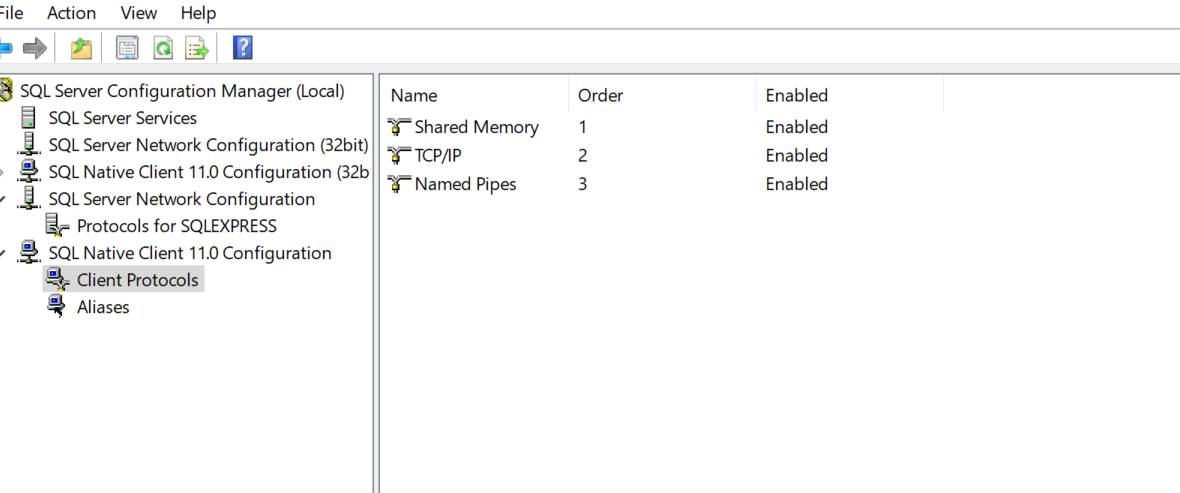 File Action View Help
SQL Server Configuration Manager (Local)
SQL Server Services
SQL Server Network Configuration (32bit)
SQL Native Client 11.0 Configuration (32b
SQL Server Network Configuration
Protocols for SQLEXPRESS
SQL Native Client 11.0 Configuration
Client Protocols
Aliases
Name Order Enabled
Shared Memory 1 Enabled
TCP/IP 2 Enabled
Named Pipes 3 Enabled